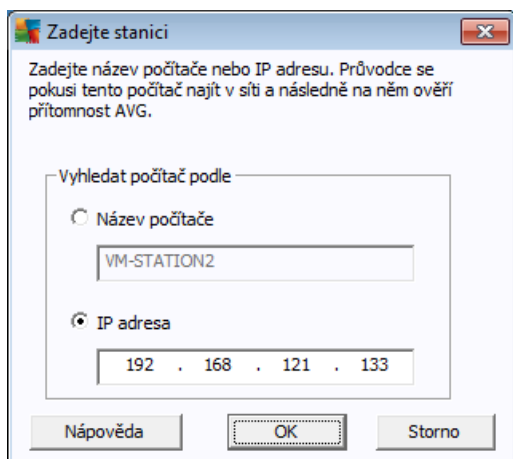 Zadejte stanici
Zadejte název počítače nebo IP adresu. Průvodce se
pokusi tento počítač najít v síti a následně na něm ověří
přítomnost AVG.
Vyhledat počítač podle
Název počítače
VM-STATION2
IP adresa
192 . 168 . 121 . 133
Nápověda OK Storno